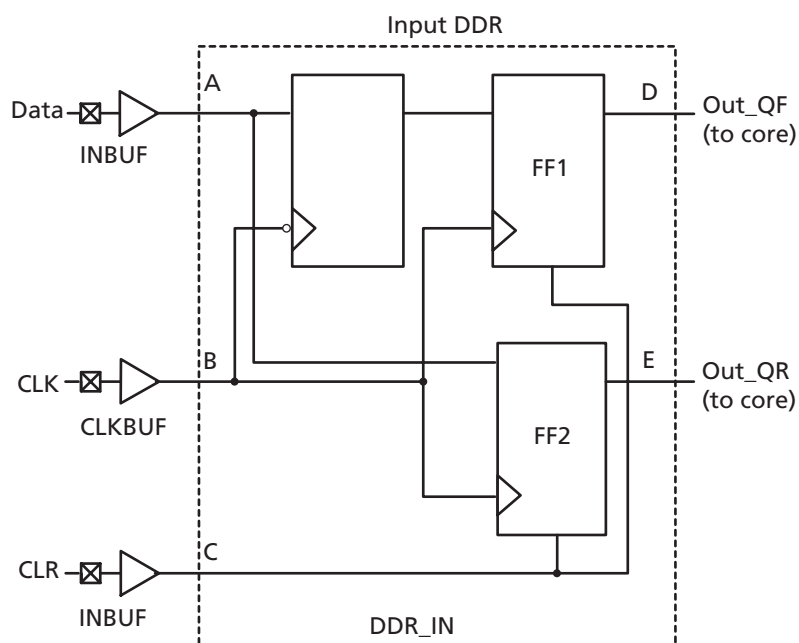 Input DDR
A
D
Data
Out_QF
(to core)
INBUF
FF1
B
E
CLK
Out_QR
(to core)
CLKBUF
FF2
C
CLR
INBUF
DDR_IN